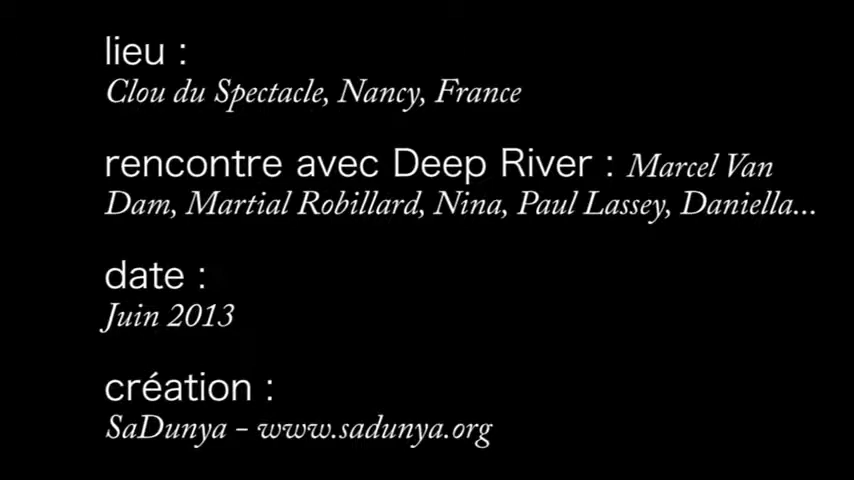 lieu :
Clou du Spectacle, Nancy, France
rencontre avec Deep River : Marcel Van
Dam, Martial Robillard, Nina, Paul Lassey, Daniella...
date :
Juin 2013
création :
SaDunya - www.sadunya.org